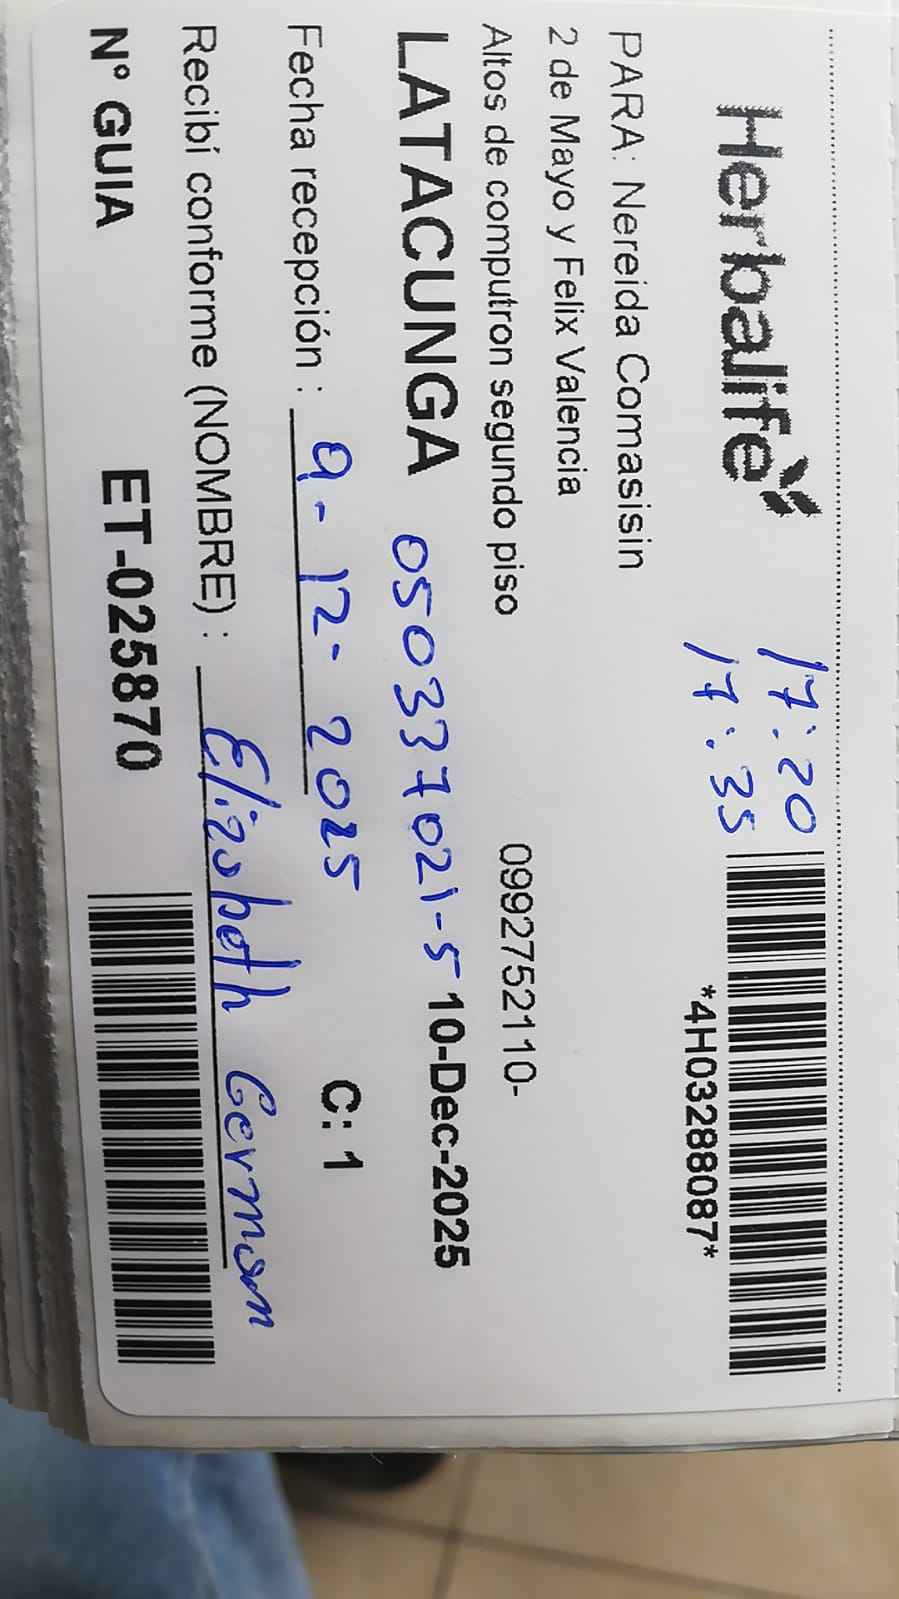 Herbalife
17:20
17:35
*4H03288087*
PARA: Nereida Comasisin
2 de Mayo y Felix Valencia
Altos de computron segundo piso
0992752110-
LATACUNGA 050337021-5 10-Dec-2025
Fecha recepción : 9-12-2025 C: 1
Recibí conforme (NOMBRE) : Elizabeth German
N° GUIA ET-025870